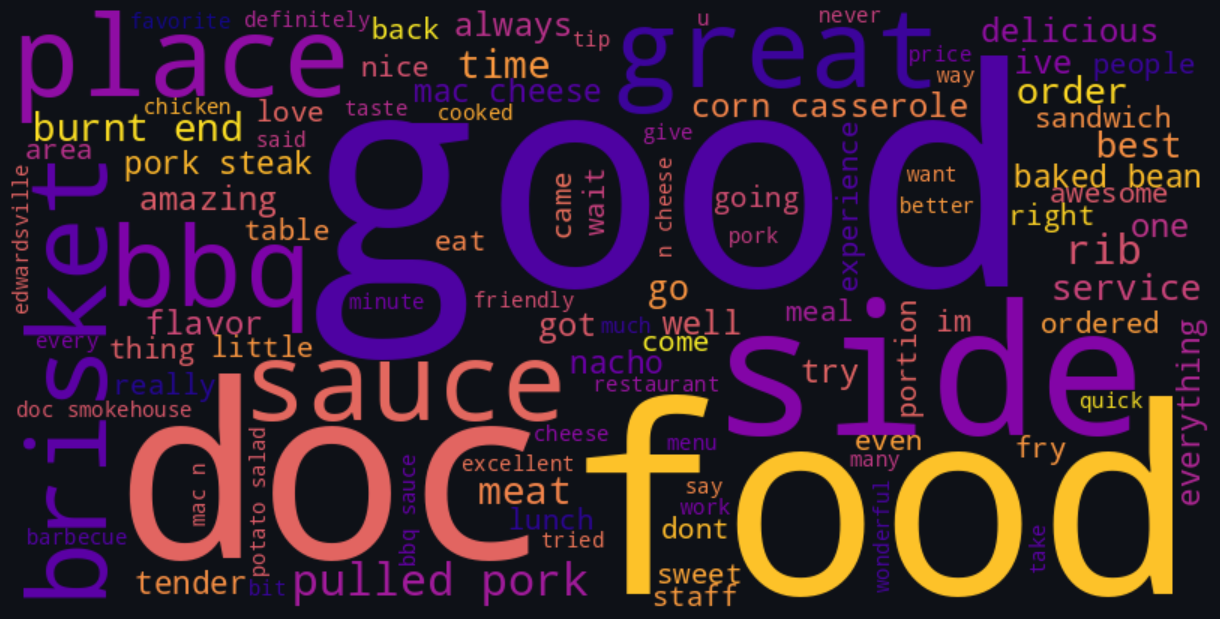 place
favorite
definitely
back
always
tip
great
u
never
price
way
delicious
ive
people
nice
time
mac cheese
order
chicken
love
taste
cooked
corn casserole
sandwich
burnt end
said
give
best
area
pork steak
good
baked bean
amazing
came
wait
n cheese
going
pork
experience
want
better
awesome
right
one
edwardsville
brisket
table
eat
rib
bbq
minute
friendly
go
service
flavor
got
much
well
meal
im
ordered
every
thing
little
come
side
portion
everything
really
sauce
nacho
restaurant
try
quick
doc smokehouse
doc
cheese
food
menu
even
many
fry
mac n
potato salad
bbq sauce
excellent
meat
say
work
wonderful
take
barbecue
lunch
tried
dont
tender
bit
pulled pork
sweet
staff